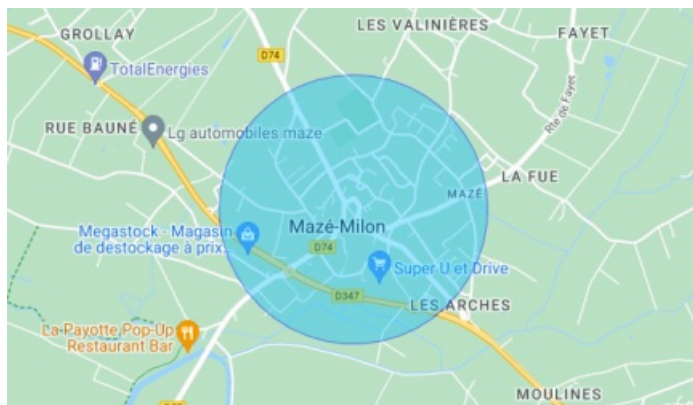 LES VALINIÈRES
GROLLAY
FAYET
D74
TotalEnergies
RUE BAUNÉ
Lg automobiles maze
Rte de Fayet
LA FUE
MAZÉ
Megastock - Magasin
de destockage à prix...
Mazé-Milon
D74
Super U et Drive
D347
LES ARCHES
La Payotte Pop-Up
Restaurant Bar
MOULINES